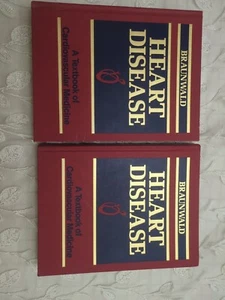 BRAUNWALD
HEART
DISEASE
A Textbook of
Cardiovascular Medicine
BRAUNWALD
HEART
DISEASE
A Textbook of
Cardiovascular Medicine